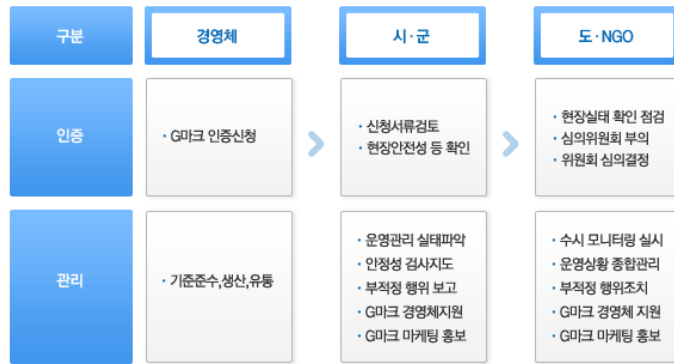 구분
경영체
시·군
도·NGO
인증
· G마크 인증신청
· 신청서류검토
· 현장안전성 등 확인
· 현장실태 확인 점검
· 심의위원회 부의
· 위원회 심의결정
관리
· 기준준수,생산,유통
· 운영관리 실태파악
· 안정성 검사지도
· 부적정 행위 보고
· G마크 경영체지원
· G마크 마케팅 홍보
· 수시 모니터링 실시
· 운영상황 종합관리
· 부적정 행위조치
· G마크 경영체 지원
· G마크 마케팅 홍보